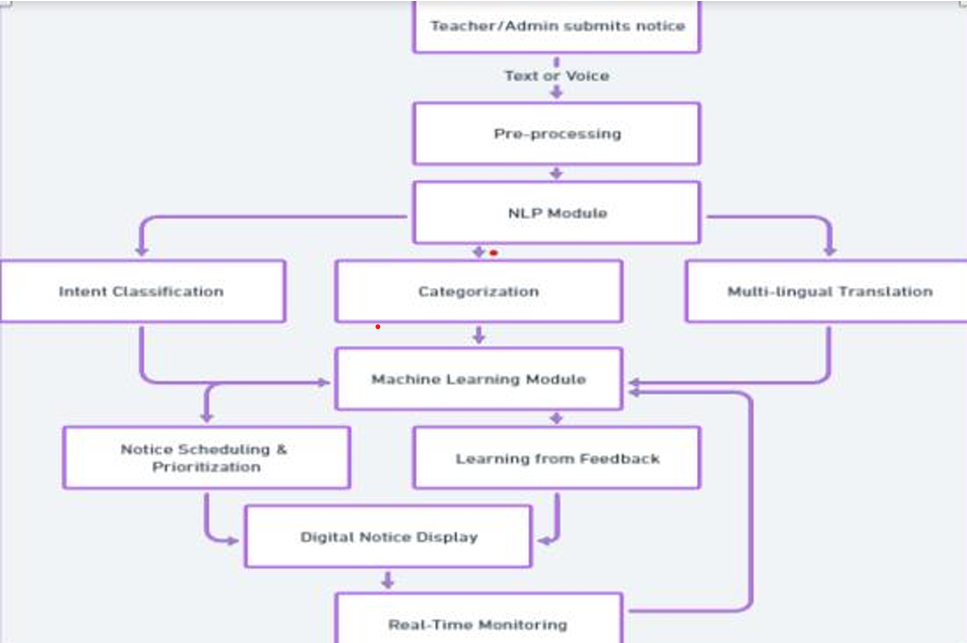 Teacher/Admin submits notice
Text or Voice
Pre-processing
NLP Module
Intent Classification
Categorization
Multi-lingual Translation
Machine Learning Module
Notice Scheduling &
Prioritization
Learning from Feedback
Digital Notice Display
Real-Time Monitoring